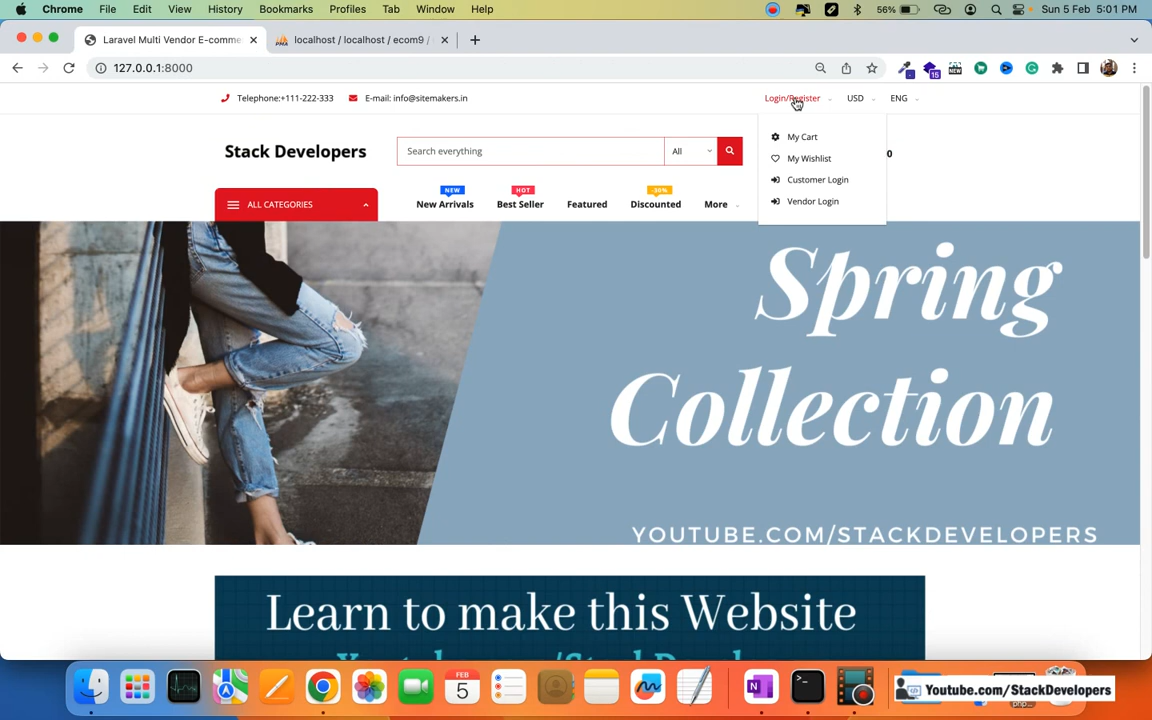 Chrome File Edit View History Bookmarks Profiles Tab Window Help 56% Sun 5 Feb 5:01 PM
Laravel Multi Vendor E-comme localhost / localhost / ecom9 /
127.0.0.1:8000
Telephone:+111-222-333 E-mail: info@sitemakers.in Login/Register USD ENG
My Cart
My Wishlist
Customer Login
Vendor Login
Stack Developers Search everything All 0
NEW HOT -30%
ALL CATEGORIES New Arrivals Best Seller Featured Discounted More
Spring
Collection
YOUTUBE.COM/STACKDEVELOPERS
Learn to make this Website
FEB
5
Youtube.com/StackDevelopers